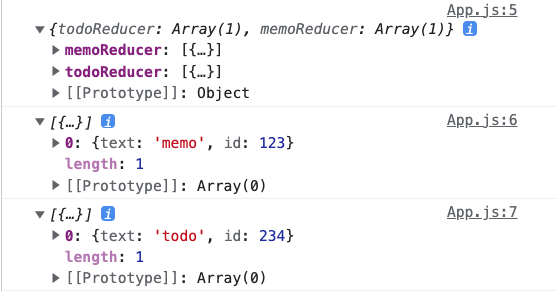 App.js:5
▼{todoReducer: Array(1), memoReducer: Array(1)} i
▶ memoReducer: [{…}]
▶ todoReducer: [{…}]
▶ [[Prototype]]: Object
▼[{…}] i App.js:6
▶ 0: {text: 'memo', id: 123}
length: 1
▶ [[Prototype]]: Array(0)
▼[{…}] i App.js:7
▶ 0: {text: 'todo', id: 234}
length: 1
▶ [[Prototype]]: Array(0)